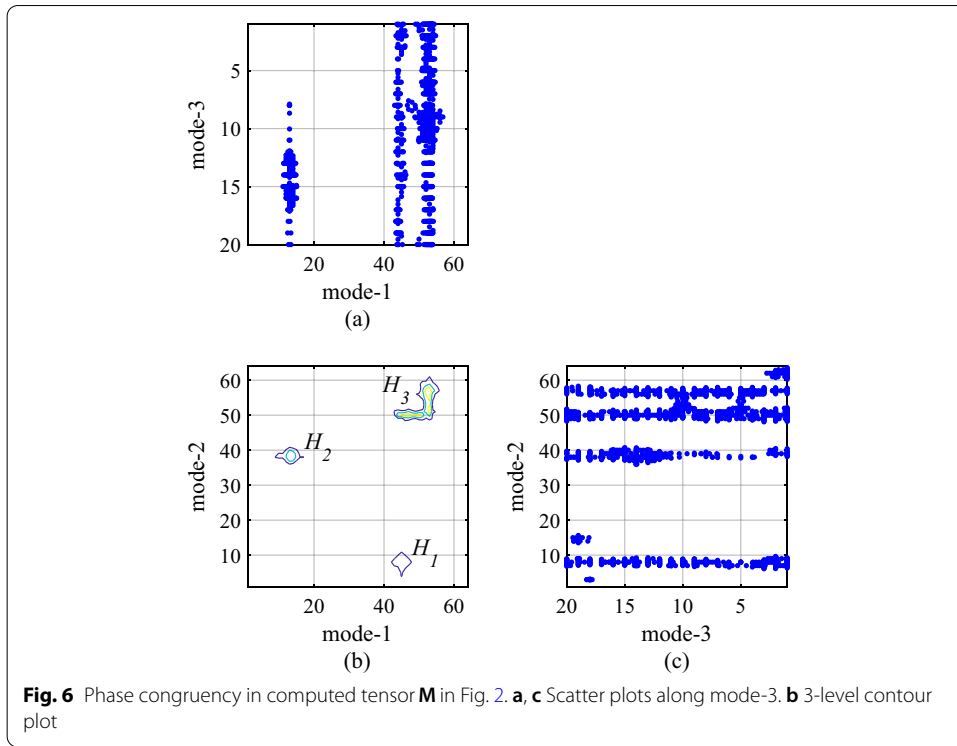 mode-3
5
10
15
20
20 40 60
mode-1
(a)
mode-2
60
50
40
30
20
10
H_3
H_2
H_1
20 40 60
mode-1
(b)
mode-2
60
50
40
30
20
10
20 15 10 5
mode-3
(c)
Fig. 6 Phase congruency in computed tensor M in Fig. 2. a, c Scatter plots along mode-3. b 3-level contour
plot